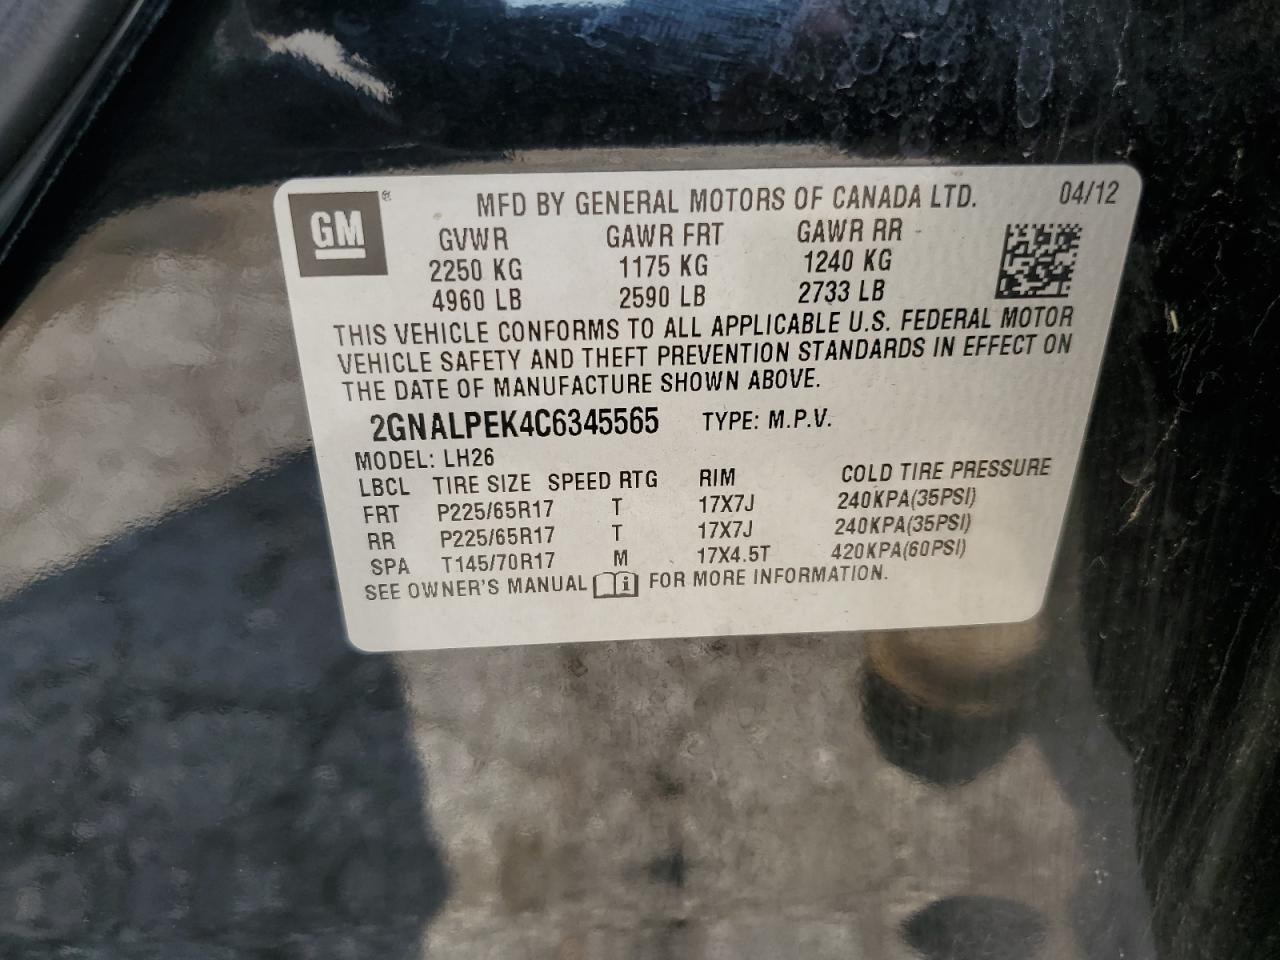 GM ® MFD BY GENERAL MOTORS OF CANADA LTD. 04/12
GVWR GAWR FRT GAWR RR
2250 KG 1175 KG 1240 KG
4960 LB 2590 LB 2733 LB
THIS VEHICLE CONFORMS TO ALL APPLICABLE U.S. FEDERAL MOTOR
VEHICLE SAFETY AND THEFT PREVENTION STANDARDS IN EFFECT ON
THE DATE OF MANUFACTURE SHOWN ABOVE.
2GNALPEK4C6345565 TYPE: M.P.V.
MODEL: LH26
LBCL TIRE SIZE SPEED RTG RIM COLD TIRE PRESSURE
FRT P225/65R17 T 17X7J 240KPA(35PSI)
RR P225/65R17 T 17X7J 240KPA(35PSI)
SPA T145/70R17 M 17X4.5T 420KPA(60PSI)
SEE OWNER'S MANUAL FOR MORE INFORMATION.